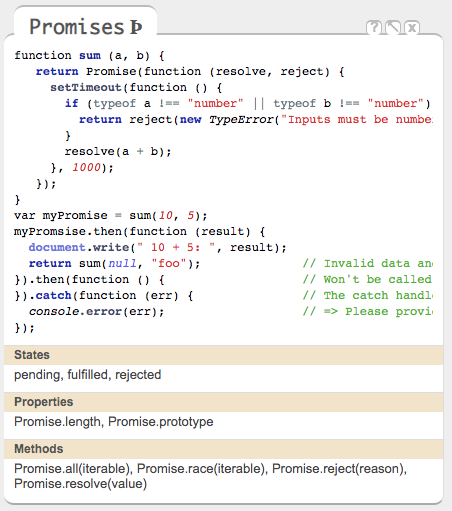 Promises Þ
? x
function sum (a, b) {
   return Promise(function (resolve, reject) {
     setTimeout(function () {
       if (typeof a !== "number" || typeof b !== "number")
         return reject(new TypeError("Inputs must be number
       }
       resolve(a + b);
     }, 1000);
   });
}
var myPromise = sum(10, 5);
myPromsise.then(function (result) {
  document.write(" 10 + 5: ", result);
  return sum(null, "foo");              // Invalid data and
}).then(function () {                   // Won't be called
}).catch(function (err) {               // The catch handl
  console.error(err);                   // => Please provi
});
States
pending, fulfilled, rejected
Properties
Promise.length, Promise.prototype
Methods
Promise.all(iterable), Promise.race(iterable), Promise.reject(reason),
Promise.resolve(value)